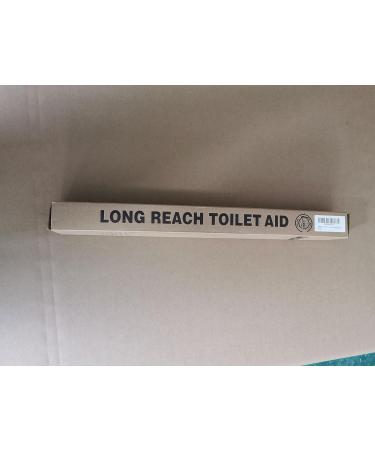 LONG REACH TOILET AID